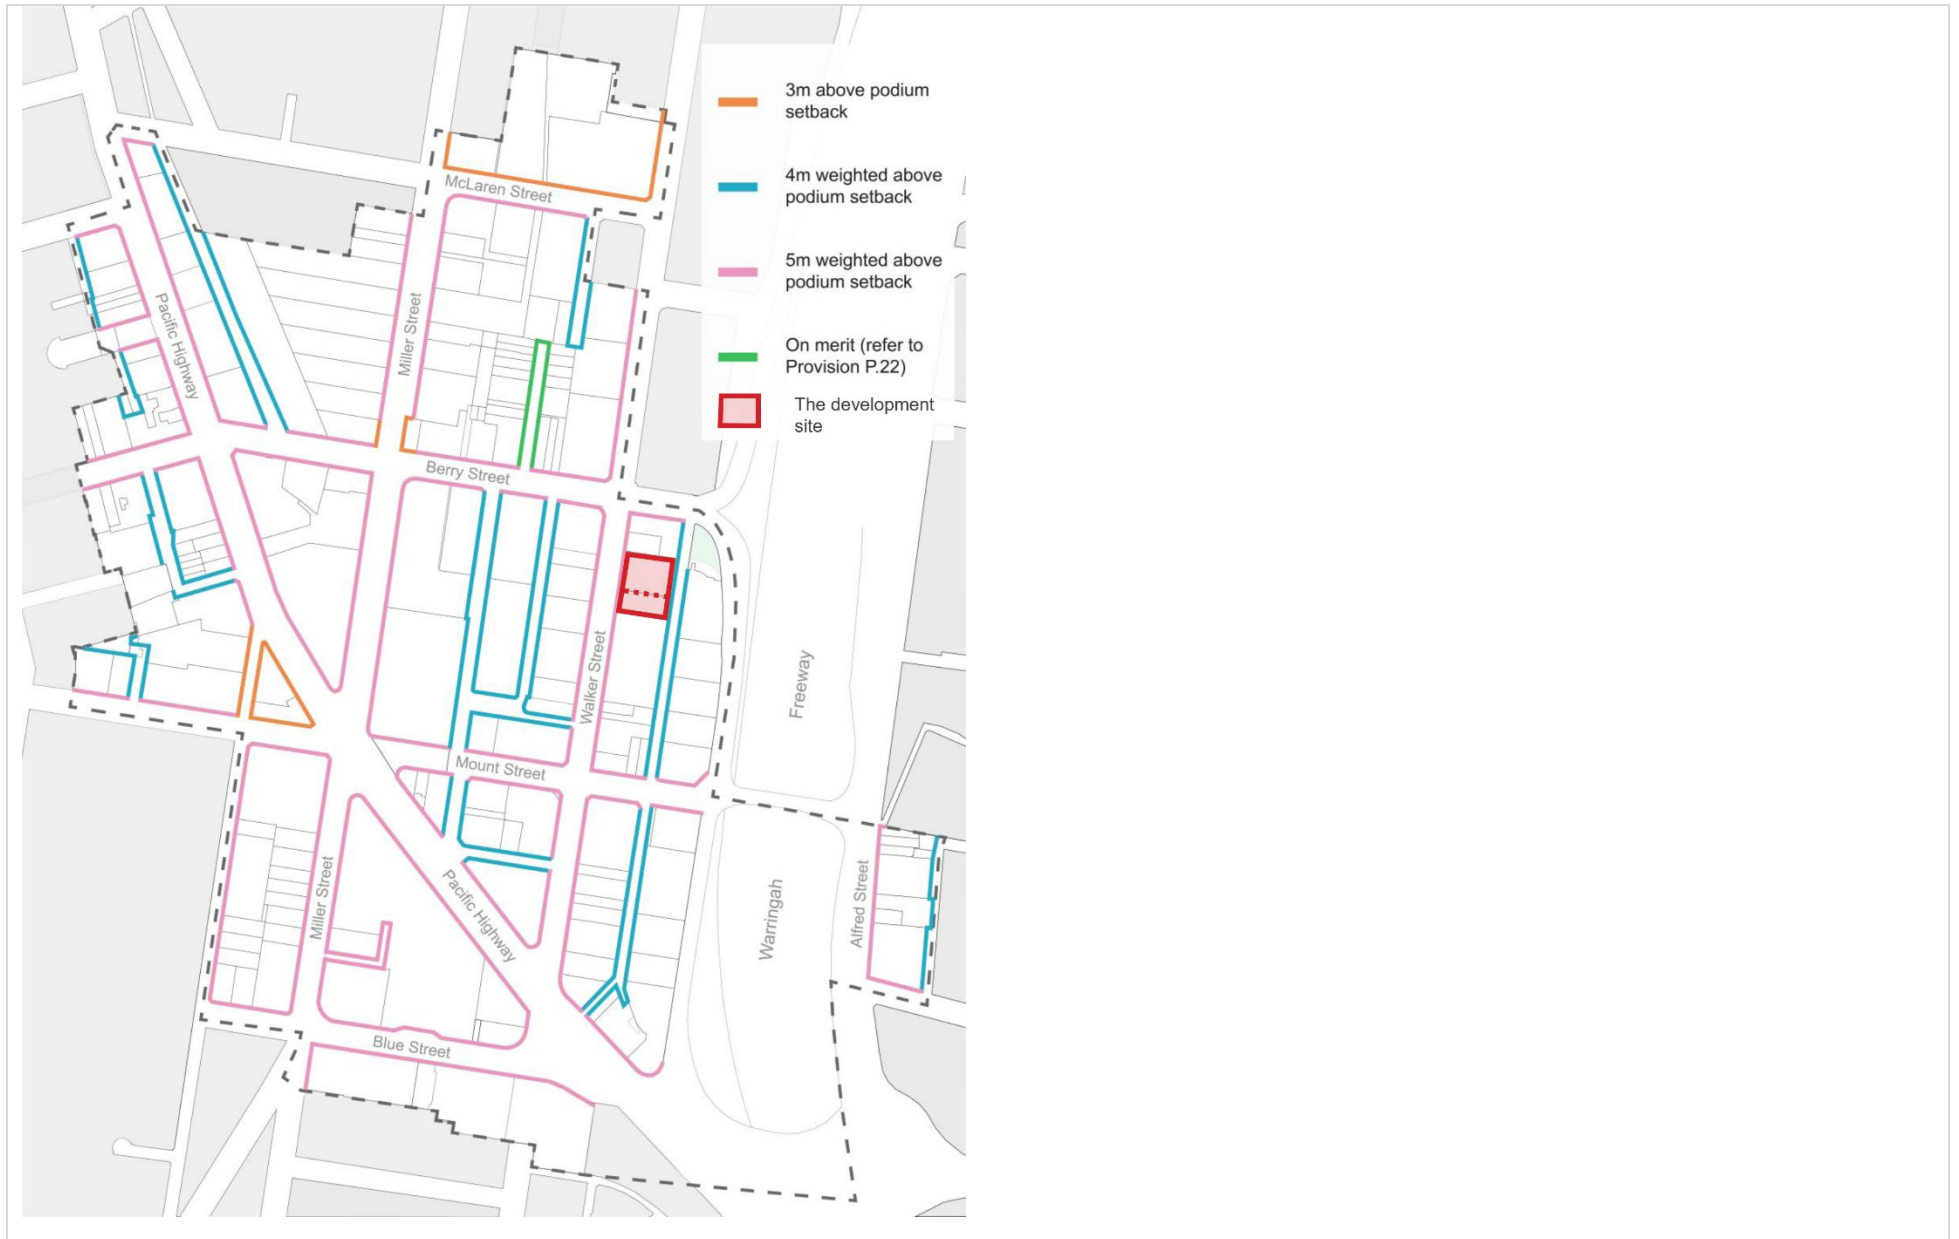 3m above podium
setback
4m weighted above
podium setback
5m weighted above
podium setback
On merit (refer to
Provision P.22)
The development
site
McLaren Street
Pacific Highway
Miller Street
Berry Street
Walker Street
Freeway
Mount Street
Miller Street
Pacific Highway
Warringah
Alfred Street
Blue Street